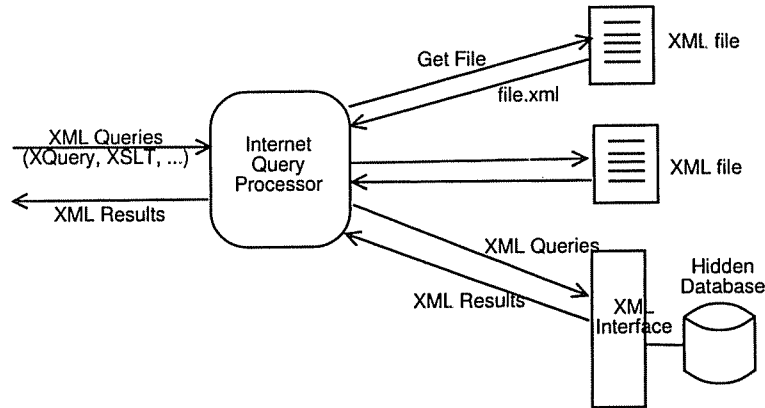 XML file
Get File
file.xml
XML Queries
(XQuery, XSLT, ...)
Internet
Query
Processor
XML file
XML Results
XML Queries
Hidden
Database
XML Results
XML
Interface